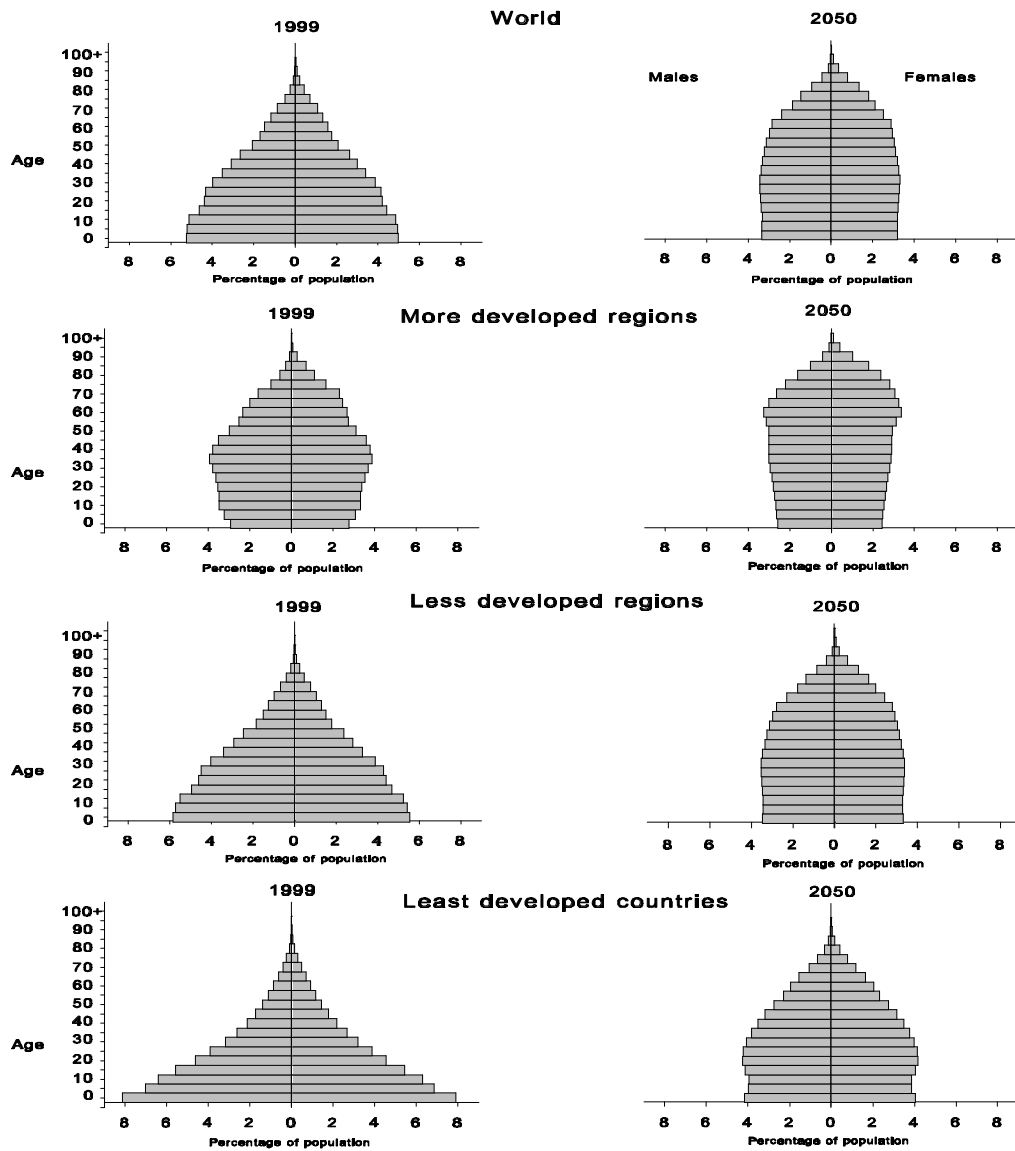 World
1999 2050
Males Females
Age
100+
90
80
70
60
50
40
30
20
10
0
8 6 4 2 0 2 4 6 8 8 6 4 2 0 2 4 6 8
Percentage of population Percentage of population
More developed regions
1999 2050
Age
100+
90
80
70
60
50
40
30
20
10
0
8 6 4 2 0 2 4 6 8 8 6 4 2 0 2 4 6 8
Percentage of population Percentage of population
Less developed regions
1999 2050
Age
100+
90
80
70
60
50
40
30
20
10
0
8 6 4 2 0 2 4 6 8 8 6 4 2 0 2 4 6 8
Percentage of population Percentage of population
Least developed countries
1999 2050
Age
100+
90
80
70
60
50
40
30
20
10
0
8 6 4 2 0 2 4 6 8 8 6 4 2 0 2 4 6 8
Percentage of population Percentage of population